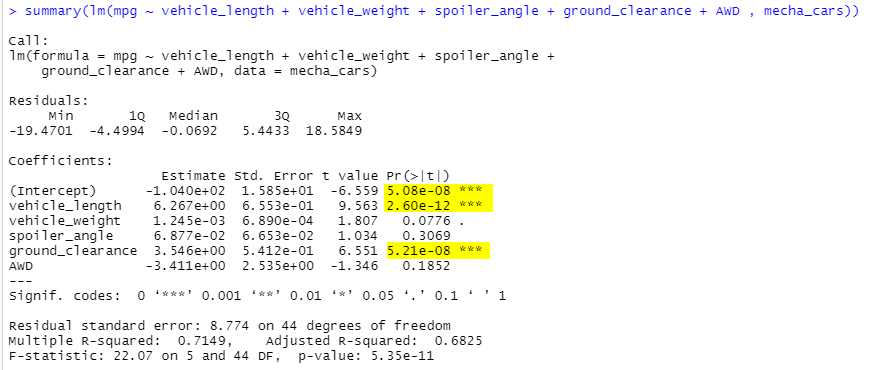 > summary(lm(mpg ~ vehicle_length + vehicle_weight + spoiler_angle + ground_clearance + AWD , mecha_cars))
Call:
lm(formula = mpg ~ vehicle_length + vehicle_weight + spoiler_angle +
    ground_clearance + AWD, data = mecha_cars)
Residuals:
     Min       1Q   Median       3Q      Max
-19.4701  -4.4994  -0.0692   5.4433  18.5849
Coefficients:
                   Estimate Std. Error t value Pr(>|t|)
(Intercept)      -1.040e+02  1.585e+01  -6.559 5.08e-08 ***
vehicle_length    6.267e+00  6.553e-01   9.563 2.60e-12 ***
vehicle_weight    1.245e-03  6.890e-04   1.807   0.0776 .
spoiler_angle     6.877e-02  6.653e-02   1.034   0.3069
ground_clearance  3.546e+00  5.412e-01   6.551 5.21e-08 ***
AWD              -3.411e+00  2.535e+00  -1.346   0.1852
---
Signif. codes:  0 ‘***’ 0.001 ‘**’ 0.01 ‘*’ 0.05 ‘.’ 0.1 ‘ ’ 1
Residual standard error: 8.774 on 44 degrees of freedom
Multiple R-squared:  0.7149,    Adjusted R-squared:  0.6825
F-statistic: 22.07 on 5 and 44 DF,  p-value: 5.35e-11